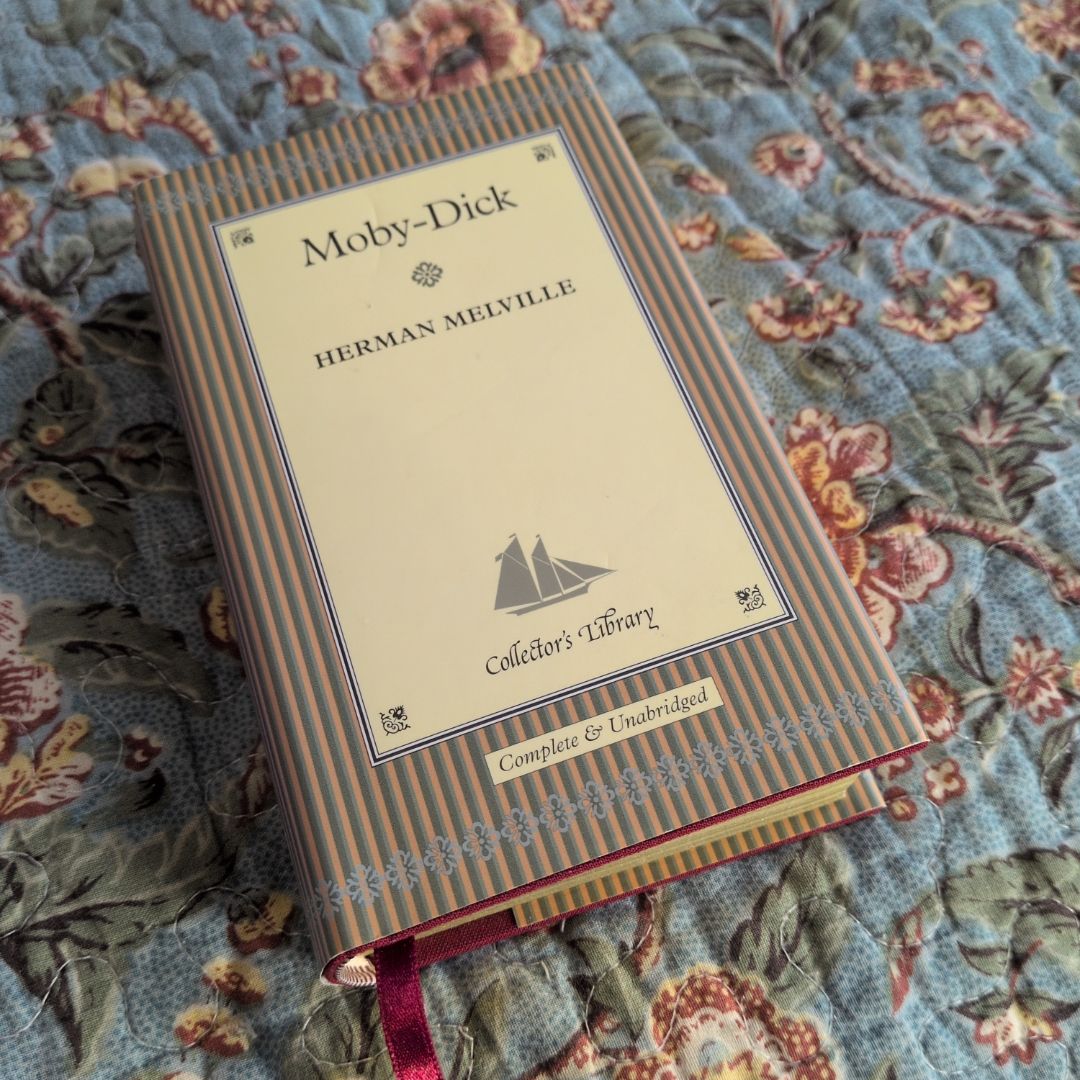 Moby-Dick
HERMAN MELVILLE
Collector's Library
Complete & Unabridged